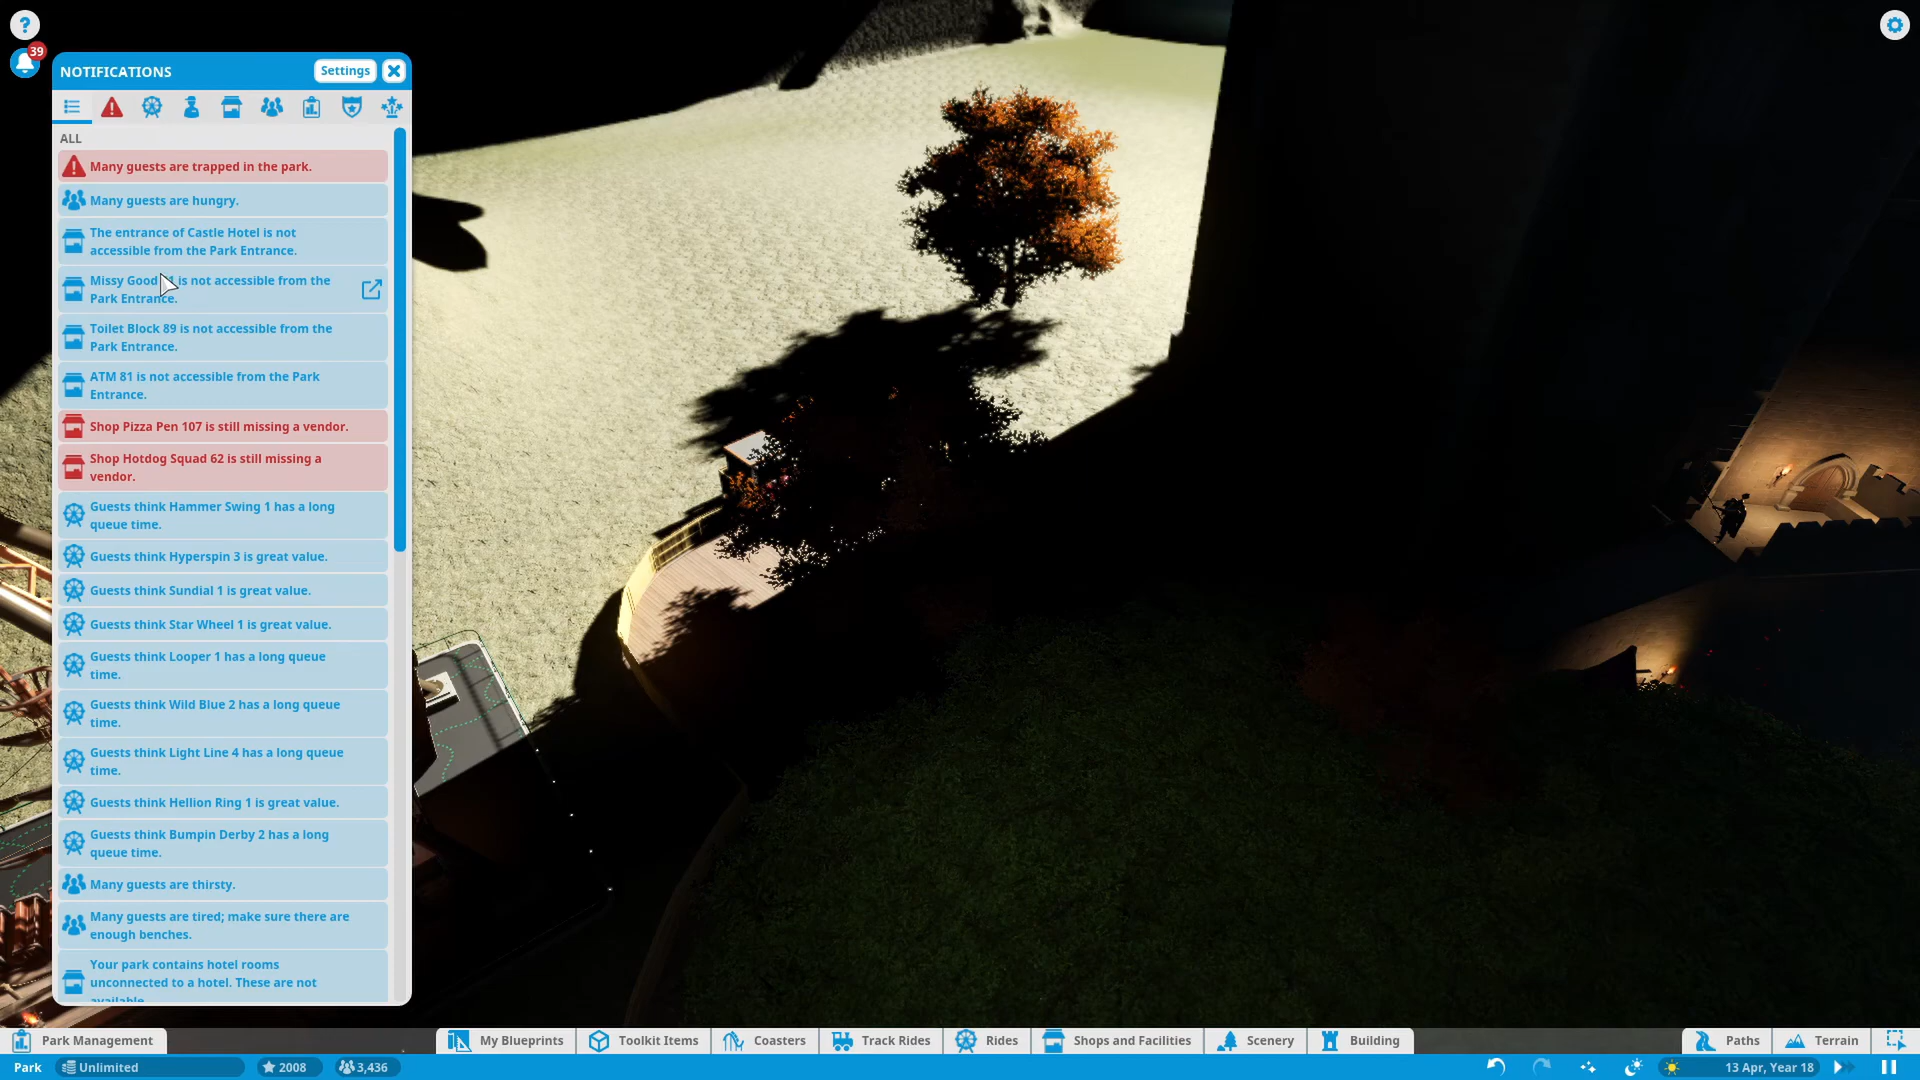 ?
39
NOTIFICATIONS
Settings
ALL
Many guests are trapped in the park.
Many guests are hungry.
The entrance of Castle Hotel is not
accessible from the Park Entrance.
Missy Good 1 is not accessible from the
Park Entrance.
Toilet Block 89 is not accessible from the
Park Entrance.
ATM 81 is not accessible from the Park
Entrance.
Shop Pizza Pen 107 is still missing a vendor.
Shop Hotdog Squad 62 is still missing a
vendor.
Guests think Hammer Swing 1 has a long
queue time.
Guests think Hyperspin 3 is great value.
Guests think Sundial 1 is great value.
Guests think Star Wheel 1 is great value.
Guests think Looper 1 has a long queue
time.
Guests think Wild Blue 2 has a long queue
time.
Guests think Light Line 4 has a long queue
time.
Guests think Hellion Ring 1 is great value.
Guests think Bumpin Derby 2 has a long
queue time.
Many guests are thirsty.
Many guests are tired; make sure there are
enough benches.
Your park contains hotel rooms
unconnected to a hotel. These are not
available
Park Management
My Blueprints
Toolkit Items
Coasters
Track Rides
Rides
Shops and Facilities
Scenery
Building
Paths
Terrain
Park
Unlimited
2008
3,436
13 Apr, Year 18